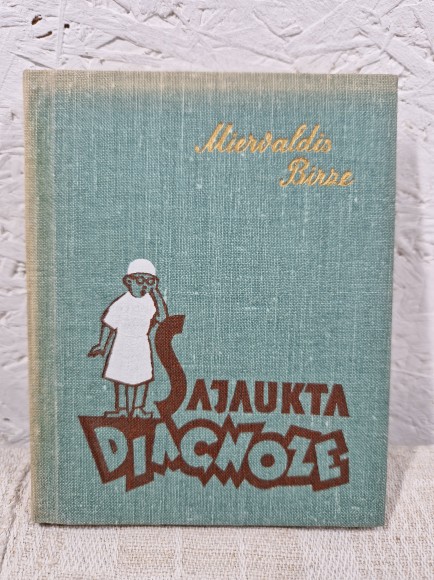 Miervaldis
Birze
SAJAUKTA
DIAGNOZE